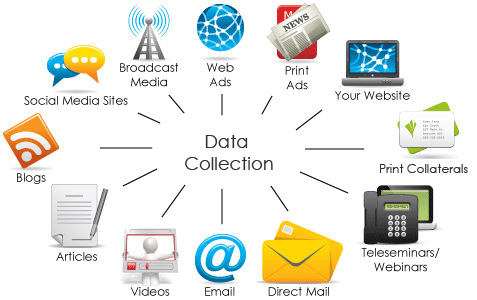 Broadcast
Media
Web
Ads
NEWS
Print
Ads
Social Media Sites
Your Website
Data
Collection
Blogs
Print Collaterals
Articles
Teleseminars/
Webinars
Videos
Email
Direct Mail
@